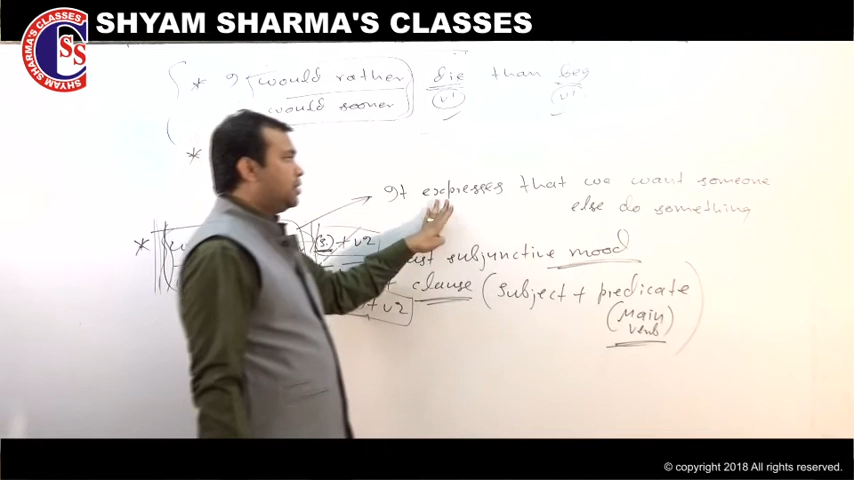 SHYAM SHARMA'S CLASSES
SHYAM SHARMA'S CLASSES
SS
* I would rather die than beg
would sooner (V1) (V1)
*
It expresses that we want someone
else do something
* (S) + V2
subjunctive mood
clause (Subject + predicate
+ V2 (Main
verb)
© copyright 2018 All rights reserved.